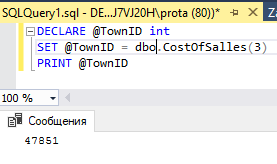 SQLQuery1.sql - DE...J7VJ20H\prota (80))*
DECLARE @TownID int
SET @TownID = dbo.CostOfSalles(3)
PRINT @TownID
100 %
Сообщения
47851